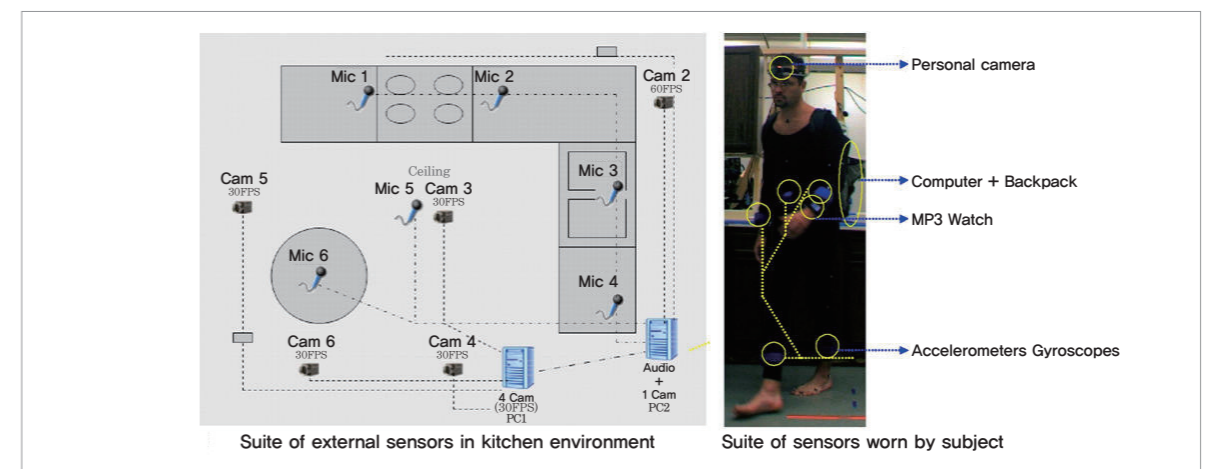 Mic 1
Mic 2
Cam 2
60FPS
Mic 3
Ceiling
Cam 5
30FPS
Mic 5
Cam 3
30FPS
Mic 6
Mic 4
Cam 6
30FPS
Cam 4
30FPS
4 Cam
(30FPS)
PC1
Audio
+
1 Cam
PC2
Suite of external sensors in kitchen environment
Personal camera
Computer + Backpack
MP3 Watch
Accelerometers Gyroscopes
Suite of sensors worn by subject